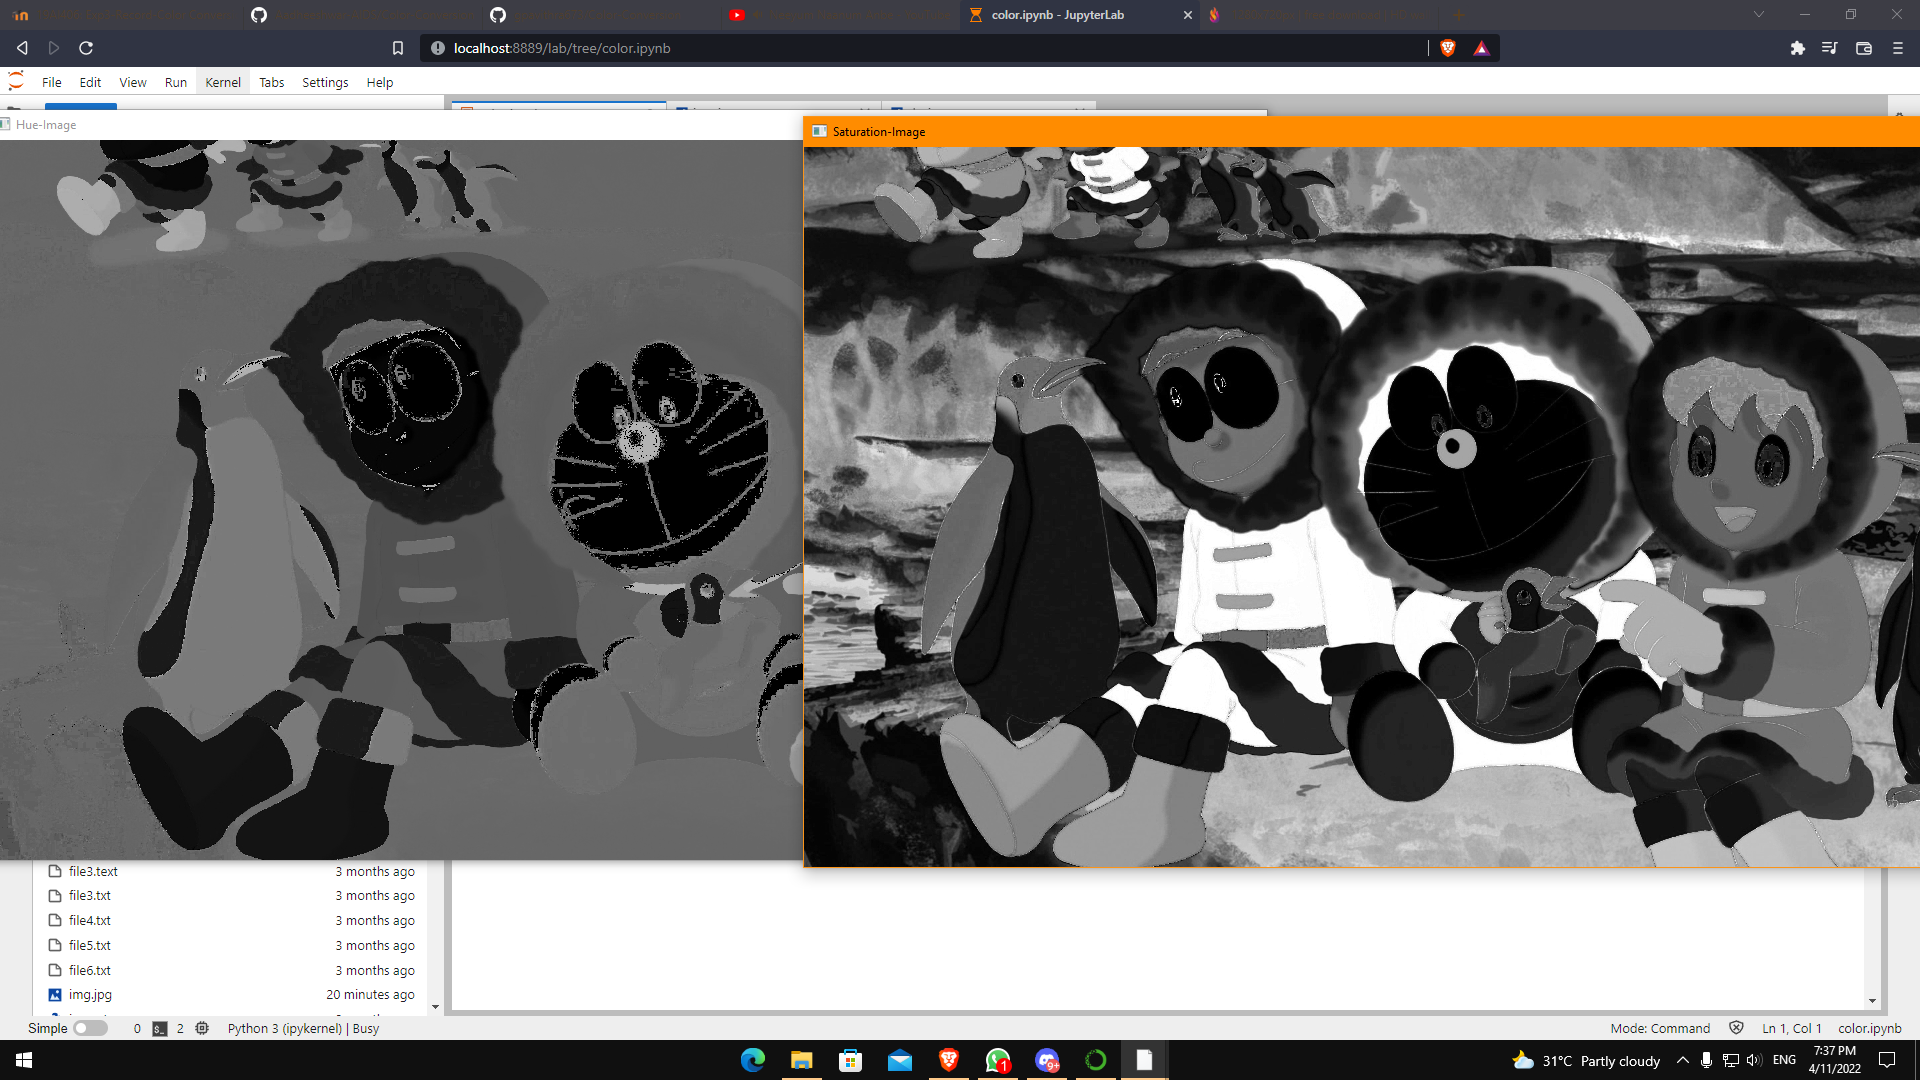 color.ipynb - JupyterLab
localhost:8889/lab/tree/color.ipynb
File Edit View Run Kernel Tabs Settings Help
Hue-Image
Saturation-Image
file3.text 3 months ago
file3.txt 3 months ago
file4.txt 3 months ago
file5.txt 3 months ago
file6.txt 3 months ago
img.jpg 20 minutes ago
Simple 0 2 Python 3 (ipykernel) | Busy Mode: Command Ln 1, Col 1 color.ipynb
1 9+ 31°C Partly cloudy ENG 7:37 PM
4/11/2022